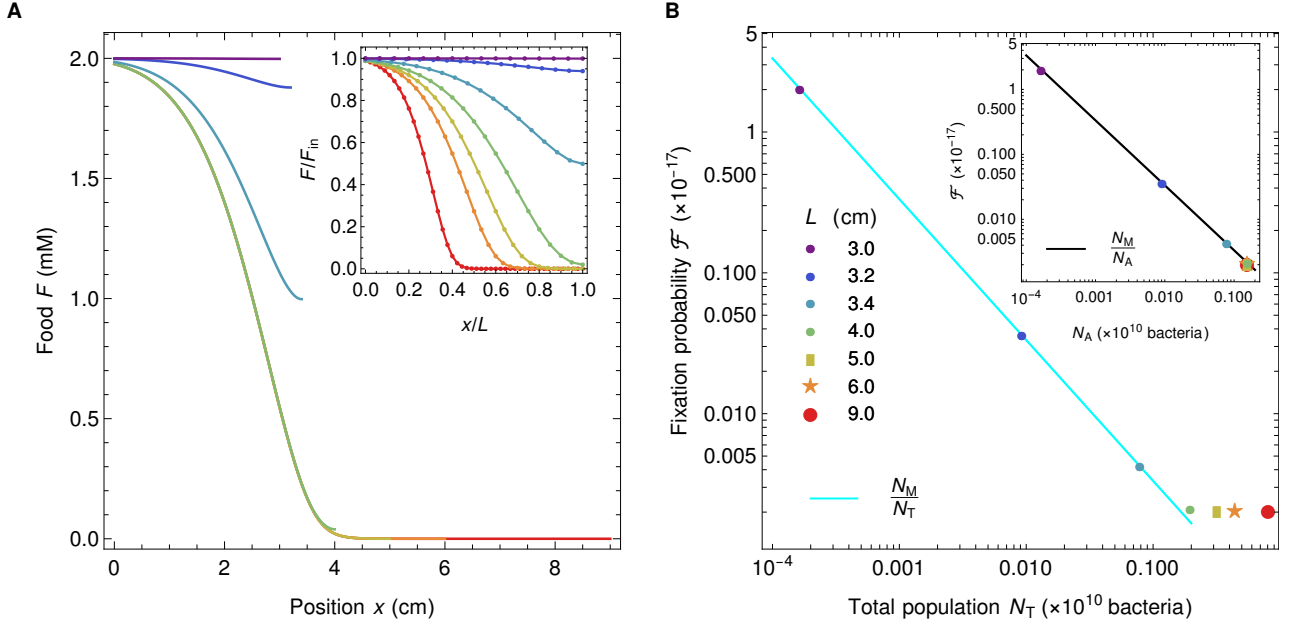 A
Food F (mM)
2.0
1.5
1.0
0.5
0.0
0
2
4
6
8
Position x (cm)
F/F_in
1.0
0.8
0.6
0.4
0.2
0.0
0.0 0.2 0.4 0.6 0.8 1.0
x/L
B
Fixation probability ℱ (×10⁻¹⁷)
5
1
0.500
0.100
0.050
0.010
0.005
10⁻⁴
0.001
0.010
0.100
Total population N_T (×10¹⁰ bacteria)
L (cm)
3.0
3.2
3.4
4.0
5.0
6.0
9.0
N_M
N_T
ℱ (×10⁻¹⁷)
5
1
0.500
0.100
0.050
0.010
0.005
N_M
N_A
10⁻⁴ 0.001 0.010 0.100
N_A (×10¹⁰ bacteria)